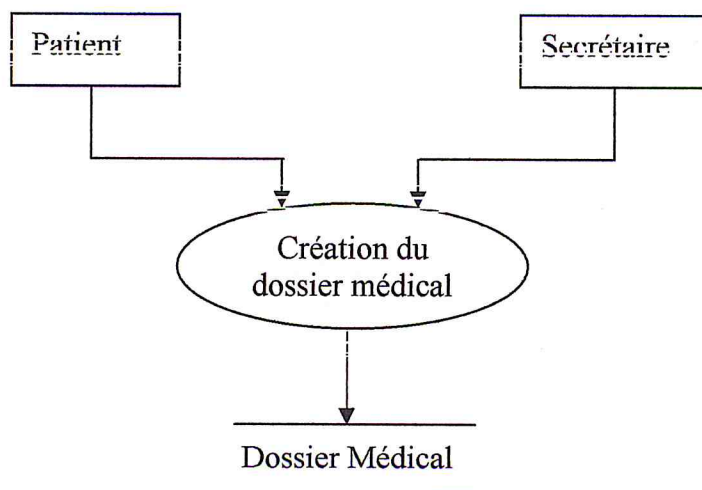 Patient
Secrétaire
Création du
dossier médical
Dossier Médical